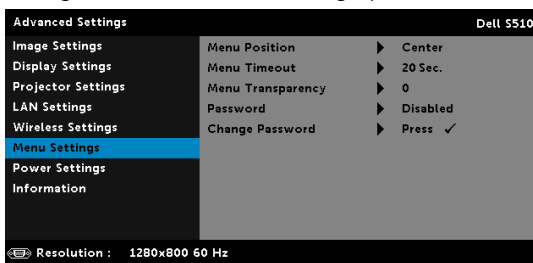 Advanced Settings Dell S510
Image Settings Menu Position Center
Display Settings Menu Timeout 20 Sec.
Projector Settings Menu Transparency 0
LAN Settings Password Disabled
Wireless Settings Change Password Press ✓
Menu Settings
Power Settings
Information
Resolution : 1280x800 60 Hz